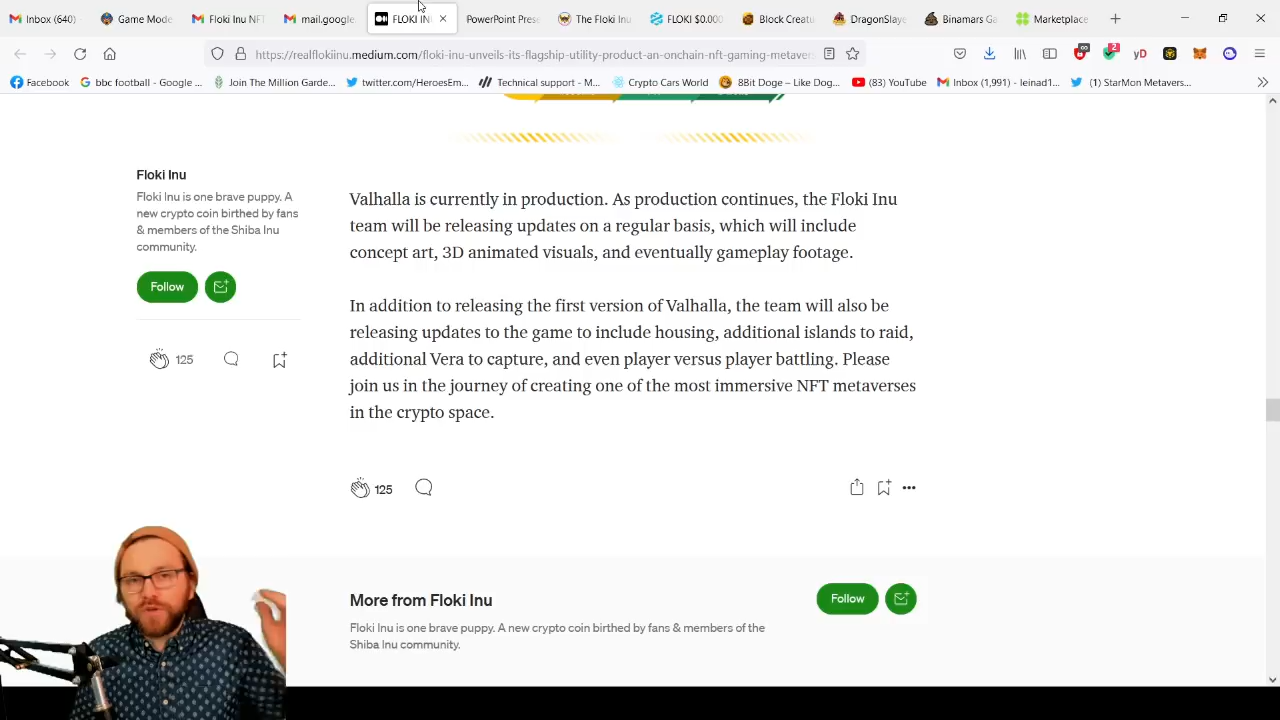 Inbox (640)
Game Mode
Floki Inu NFT
mail.google
FLOKI IN
PowerPoint Pres
The Floki Inu
FLOKI $0.000
Block Creatu
DragonSlaye
Binamars Ga
Marketplace
https://realflokiinu.medium.com/floki-inu-unveils-its-flagship-utility-product-an-onchain-nft-gaming-metavers
2
yD
Facebook
bbc football - Google ...
Join The Million Garde...
twitter.com/HeroesEm...
Technical support - M...
Crypto Cars World
8Bit Doge – Like Dog...
(83) YouTube
Inbox (1,991) - leinad1...
(1) StarMon Metavers...
Floki Inu
Floki Inu is one brave puppy. A
new crypto coin birthed by fans
& members of the Shiba Inu
community.
Follow
125
Valhalla is currently in production. As production continues, the Floki Inu
team will be releasing updates on a regular basis, which will include
concept art, 3D animated visuals, and eventually gameplay footage.
In addition to releasing the first version of Valhalla, the team will also be
releasing updates to the game to include housing, additional islands to raid,
additional Vera to capture, and even player versus player battling. Please
join us in the journey of creating one of the most immersive NFT metaverses
in the crypto space.
125
More from Floki Inu
Follow
Floki Inu is one brave puppy. A new crypto coin birthed by fans & members of the
Shiba Inu community.